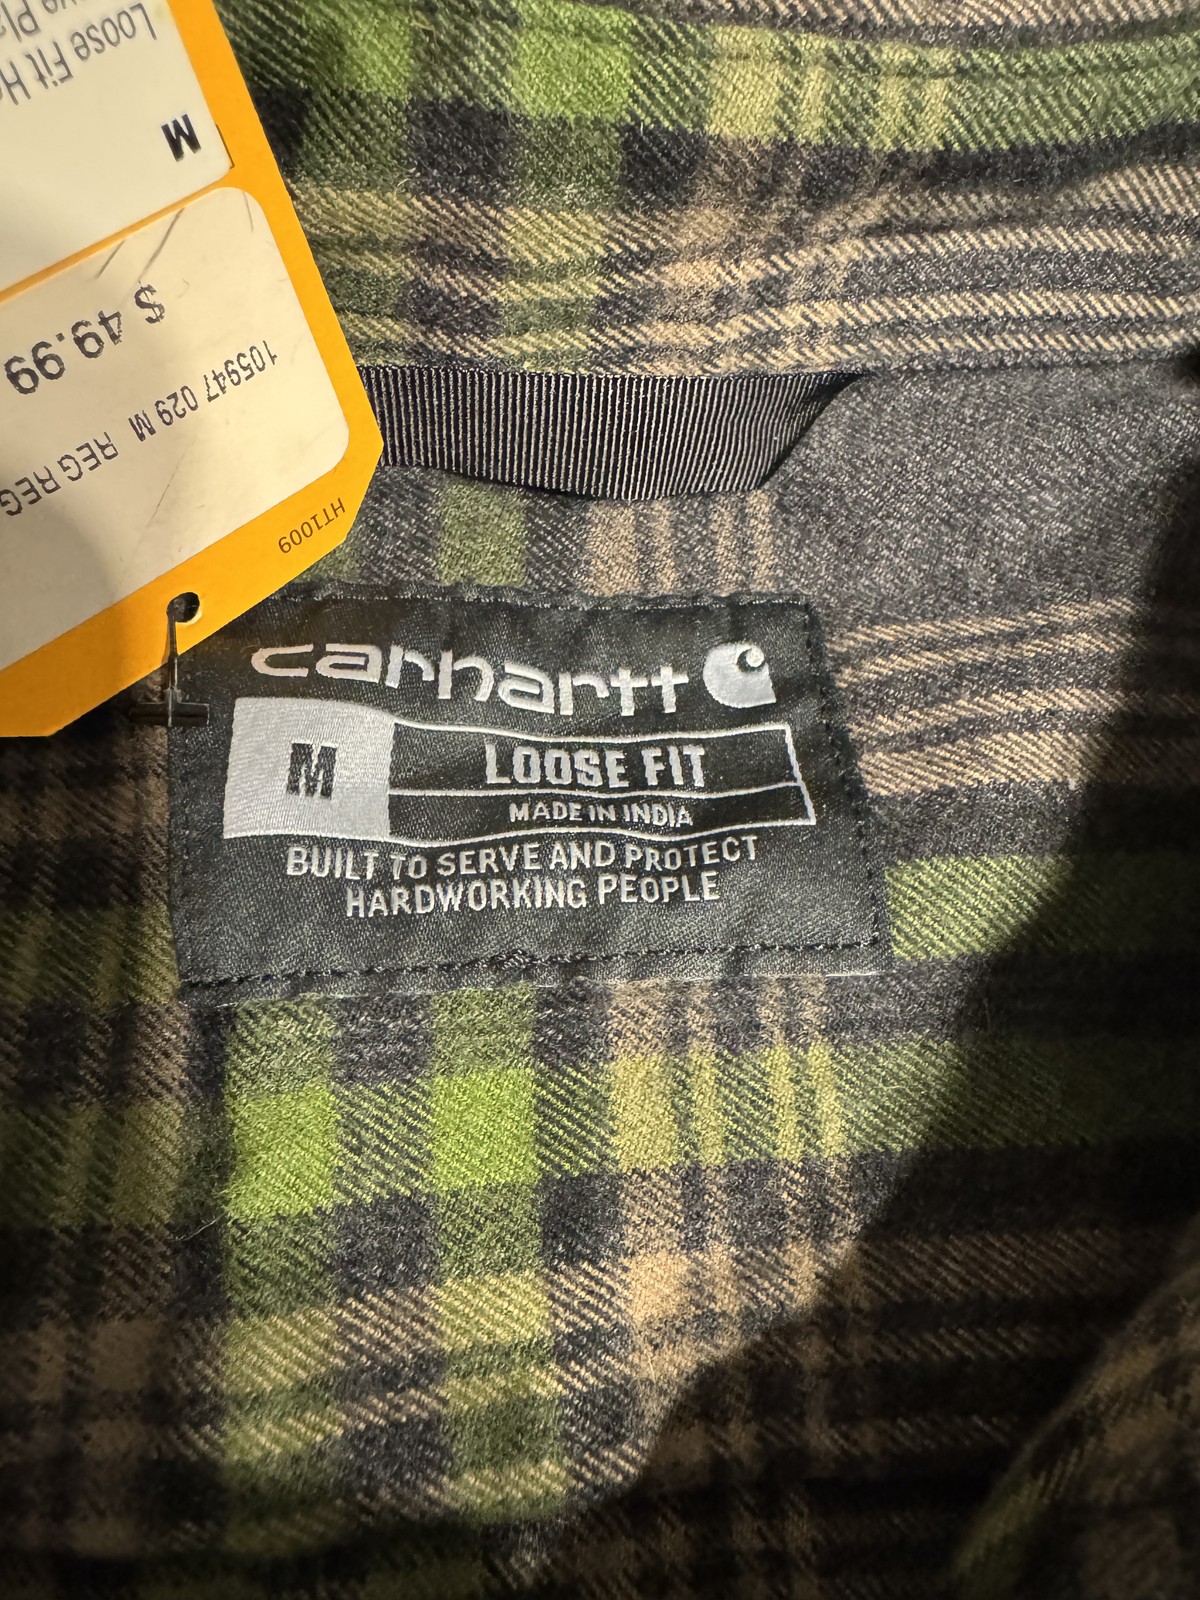 Loose Fit
M
$ 49.99
105947 029 M REG REG
HT1009
carhartt
M
LOOSE FIT
MADE IN INDIA
BUILT TO SERVE AND PROTECT
HARDWORKING PEOPLE